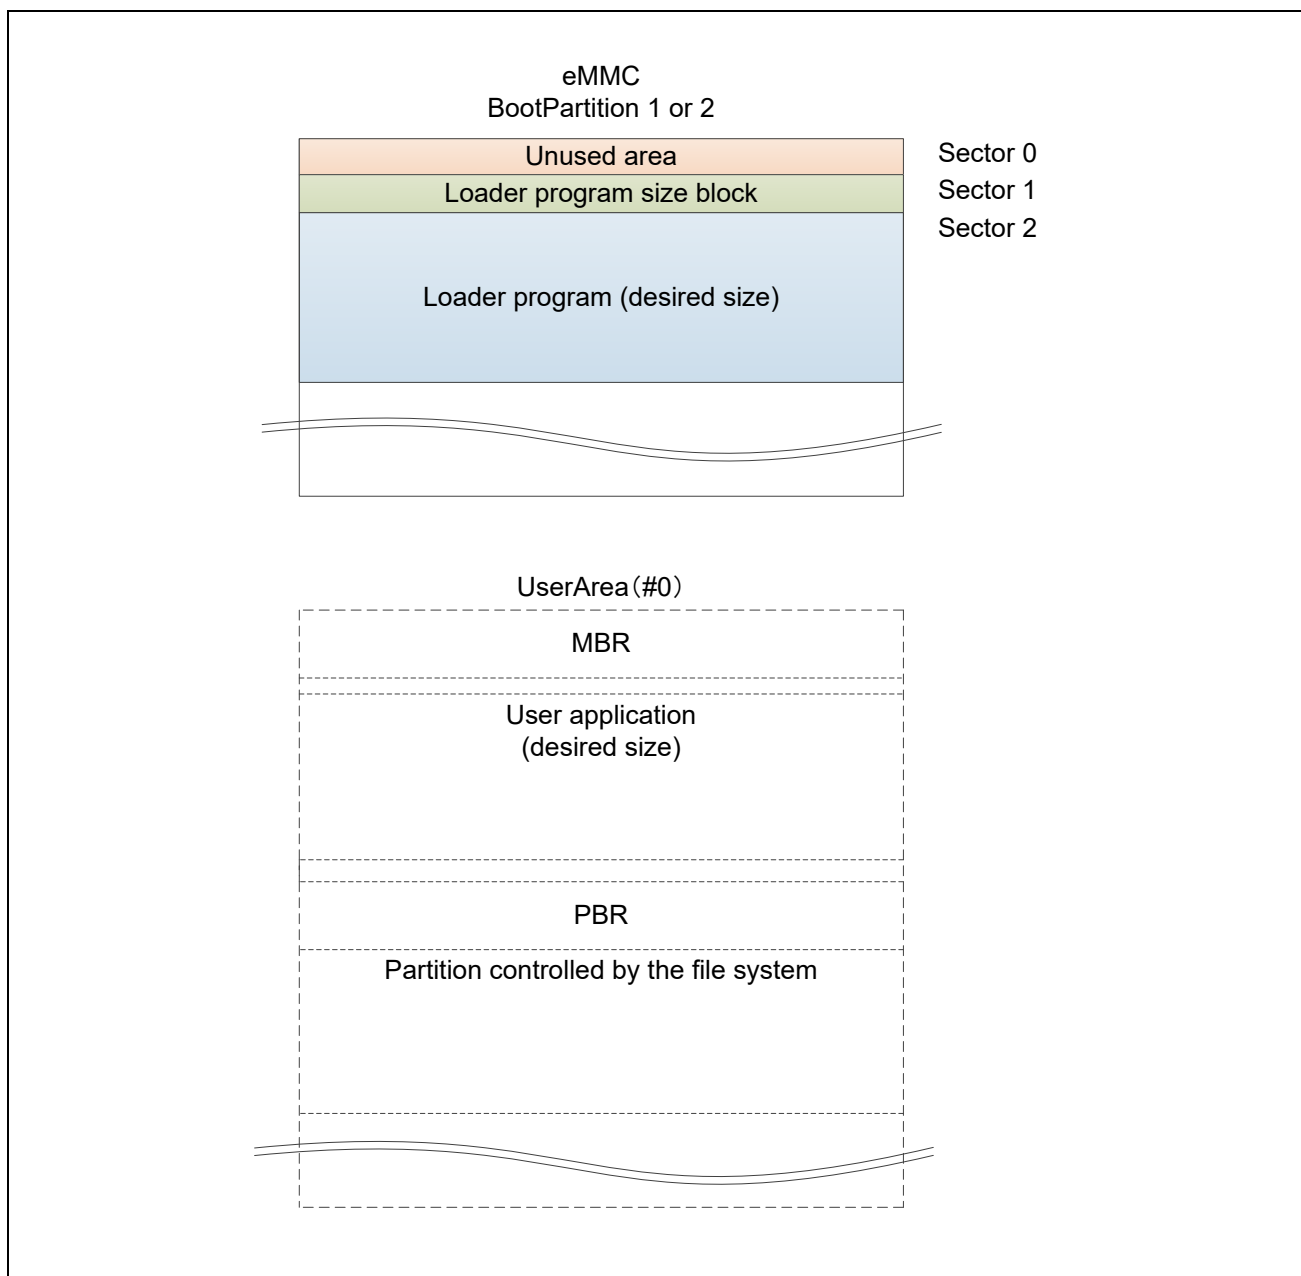 eMMC
BootPartition 1 or 2
Unused area
Sector 0
Loader program size block
Sector 1
Sector 2
Loader program (desired size)
UserArea（#0）
MBR
User application
(desired size)
PBR
Partition controlled by the file system